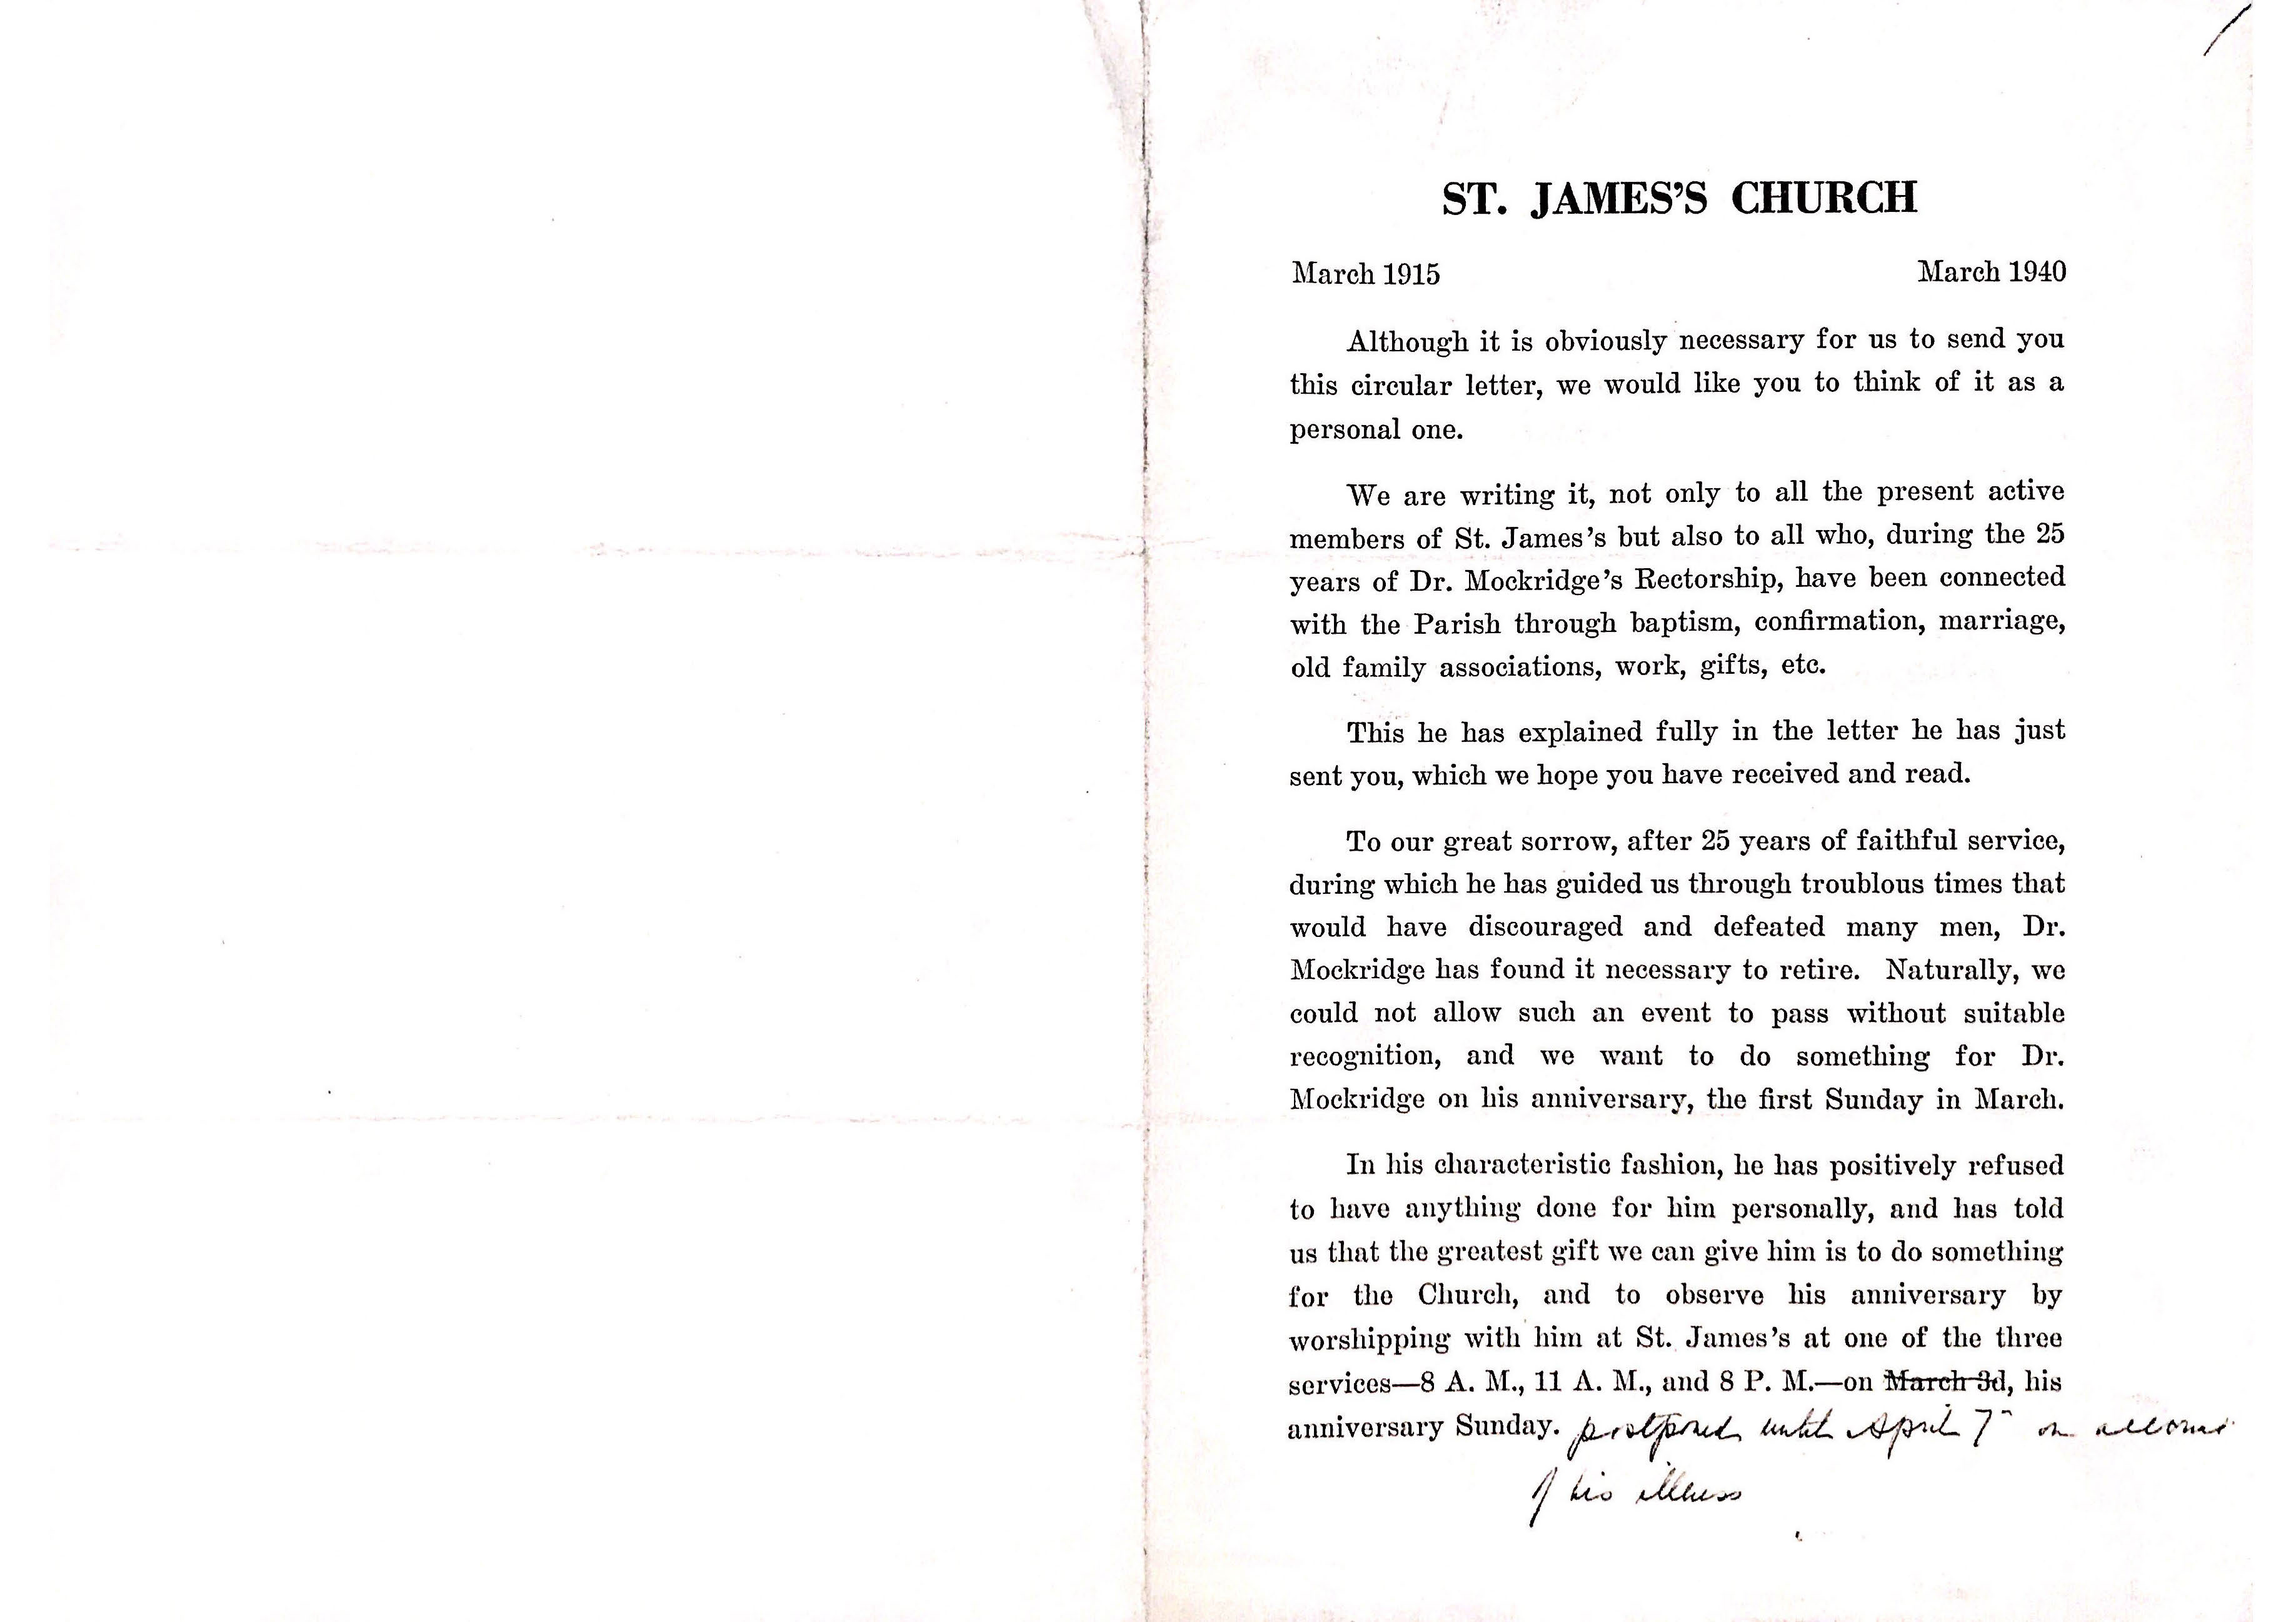 ST. JAMES'S CHURCH
March 1915 March 1940
Although it is obviously necessary for us to send you
this circular letter, we would like you to think of it as a
personal one.
We are writing it, not only to all the present active
members of St. James's but also to all who, during the 25
years of Dr. Mockridge's Rectorship, have been connected
with the Parish through baptism, confirmation, marriage,
old family associations, work, gifts, etc.
This he has explained fully in the letter he has just
sent you, which we hope you have received and read.
To our great sorrow, after 25 years of faithful service,
during which he has guided us through troublous times that
would have discouraged and defeated many men, Dr.
Mockridge has found it necessary to retire. Naturally, we
could not allow such an event to pass without suitable
recognition, and we want to do something for Dr.
Mockridge on his anniversary, the first Sunday in March.
In his characteristic fashion, he has positively refused
to have anything done for him personally, and has told
us that the greatest gift we can give him is to do something
for the Church, and to observe his anniversary by
worshipping with him at St. James's at one of the three
services—8 A. M., 11 A. M., and 8 P. M.—on March 3d, his
anniversary Sunday. postponed until April 7 on account
of his illness